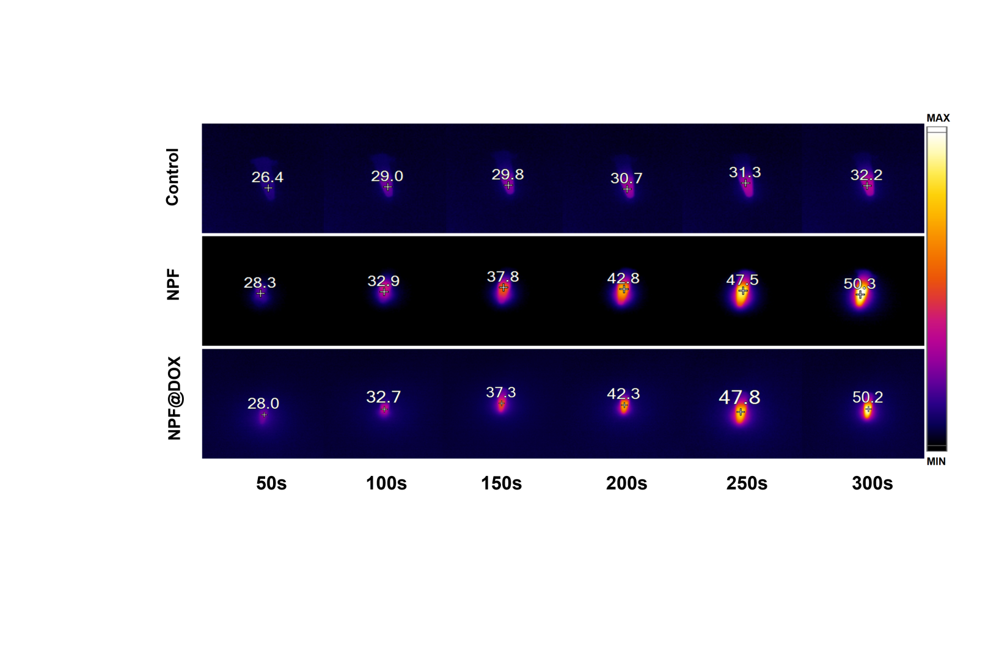 MAX
Control
26.4 29.0 29.8 30.7 31.3 32.2
NPF
28.3 32.9 37.8 42.8 47.5 50.3
NPF@DOX
28.0 32.7 37.3 42.3 47.8 50.2
MIN
50s 100s 150s 200s 250s 300s